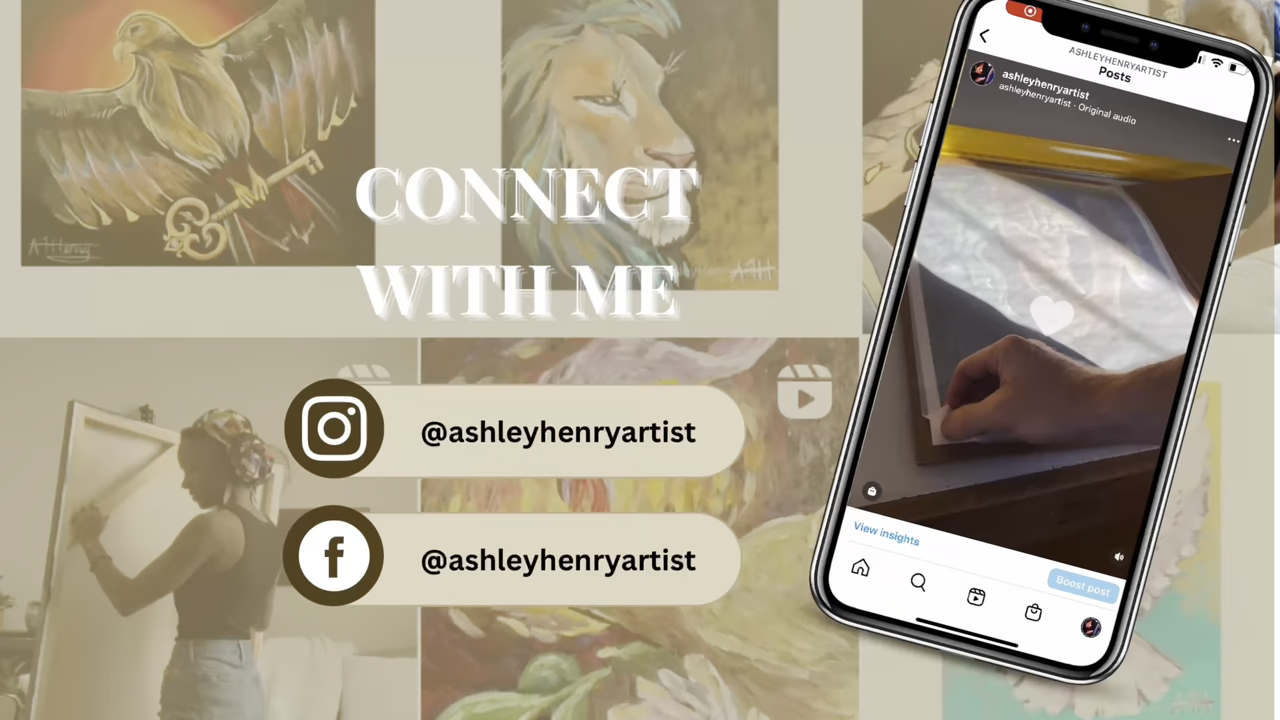 CONNECT
WITH ME
@ashleyhenryartist
@ashleyhenryartist
ASHLEYHENRYARTIST
Posts
ashleyhenryartist
ashleyhenryartist · Original audio
View insights
Boost post